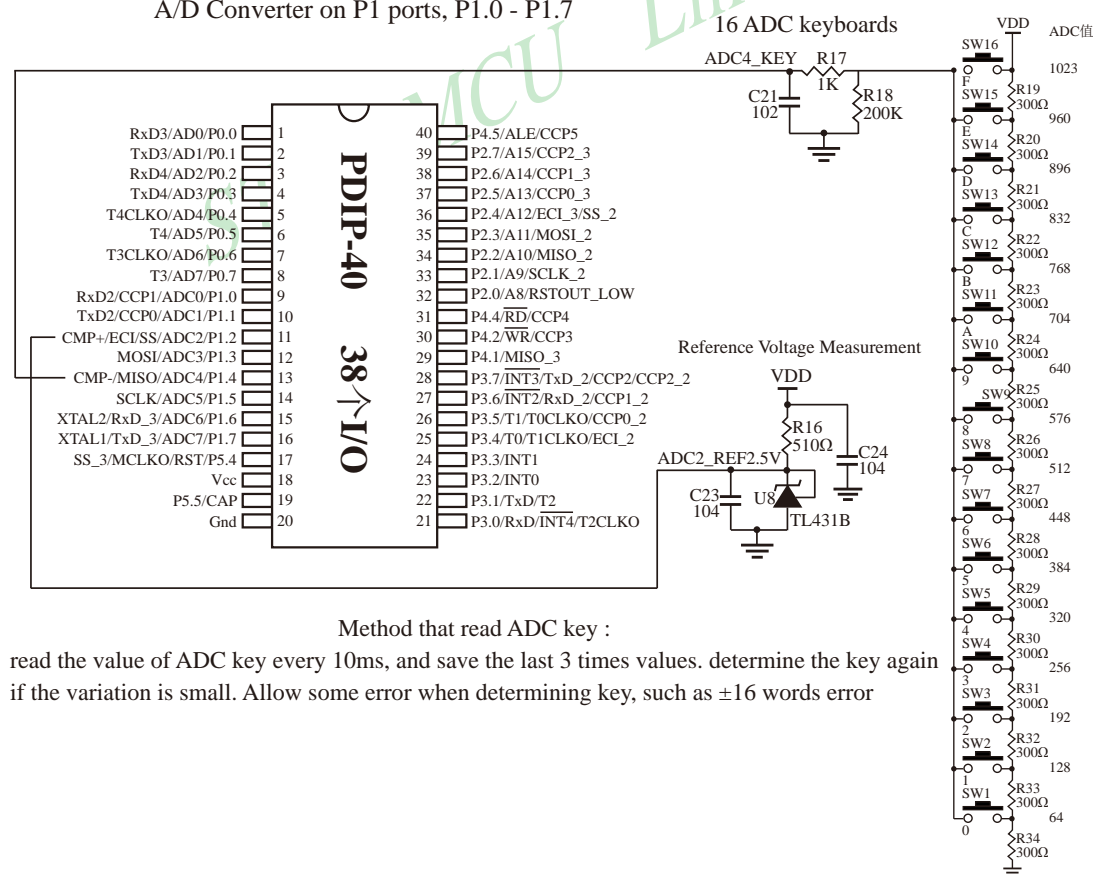 A/D Converter on P1 ports, P1.0 - P1.7
MCU
16 ADC keyboards
VDD
ADC值
ADC4_KEY
R17
1K
R18
200K
C21
102
PDIP-40 38个I/O
RxD3/AD0/P0.0 1
TxD3/AD1/P0.1 2
RxD4/AD2/P0.2 3
TxD4/AD3/P0.3 4
T4CLKO/AD4/P0.4 5
T4/AD5/P0.5 6
T3CLKO/AD6/P0.6 7
T3/AD7/P0.7 8
RxD2/CCP1/ADC0/P1.0 9
TxD2/CCP0/ADC1/P1.1 10
CMP+/ECI/SS/ADC2/P1.2 11
MOSI/ADC3/P1.3 12
CMP-/MISO/ADC4/P1.4 13
SCLK/ADC5/P1.5 14
XTAL2/RxD_3/ADC6/P1.6 15
XTAL1/TxD_3/ADC7/P1.7 16
SS_3/MCLKO/RST/P5.4 17
Vcc 18
P5.5/CAP 19
Gnd 20
40 P4.5/ALE/CCP5
39 P2.7/A15/CCP2_3
38 P2.6/A14/CCP1_3
37 P2.5/A13/CCP0_3
36 P2.4/A12/ECI_3/SS_2
35 P2.3/A11/MOSI_2
34 P2.2/A10/MISO_2
33 P2.1/A9/SCLK_2
32 P2.0/A8/RSTOUT_LOW
31 P4.4/RD/CCP4
30 P4.2/WR/CCP3
29 P4.1/MISO_3
28 P3.7/INT3/TxD_2/CCP2/CCP2_2
27 P3.6/INT2/RxD_2/CCP1_2
26 P3.5/T1/T0CLKO/CCP0_2
25 P3.4/T0/T1CLKO/ECI_2
24 P3.3/INT1
23 P3.2/INT0
22 P3.1/TxD/T2
21 P3.0/RxD/INT4/T2CLKO
Reference Voltage Measurement
VDD
R16
510Ω
C24
104
ADC2_REF2.5V
C23
104
U8
TL431B
SW16
F
1023
R19
300Ω
SW15
E
960
R20
300Ω
SW14
D
896
R21
300Ω
SW13
C
832
R22
300Ω
SW12
B
768
R23
300Ω
SW11
A
704
R24
300Ω
SW10
9
640
R25
300Ω
SW9
8
576
R26
300Ω
SW8
7
512
R27
300Ω
SW7
6
448
R28
300Ω
SW6
5
384
R29
300Ω
SW5
4
320
R30
300Ω
SW4
3
256
R31
300Ω
SW3
2
192
R32
300Ω
SW2
1
128
R33
300Ω
SW1
0
64
R34
300Ω
Method that read ADC key :
read the value of ADC key every 10ms, and save the last 3 times values. determine the key again
if the variation is small. Allow some error when determining key, such as ±16 words error